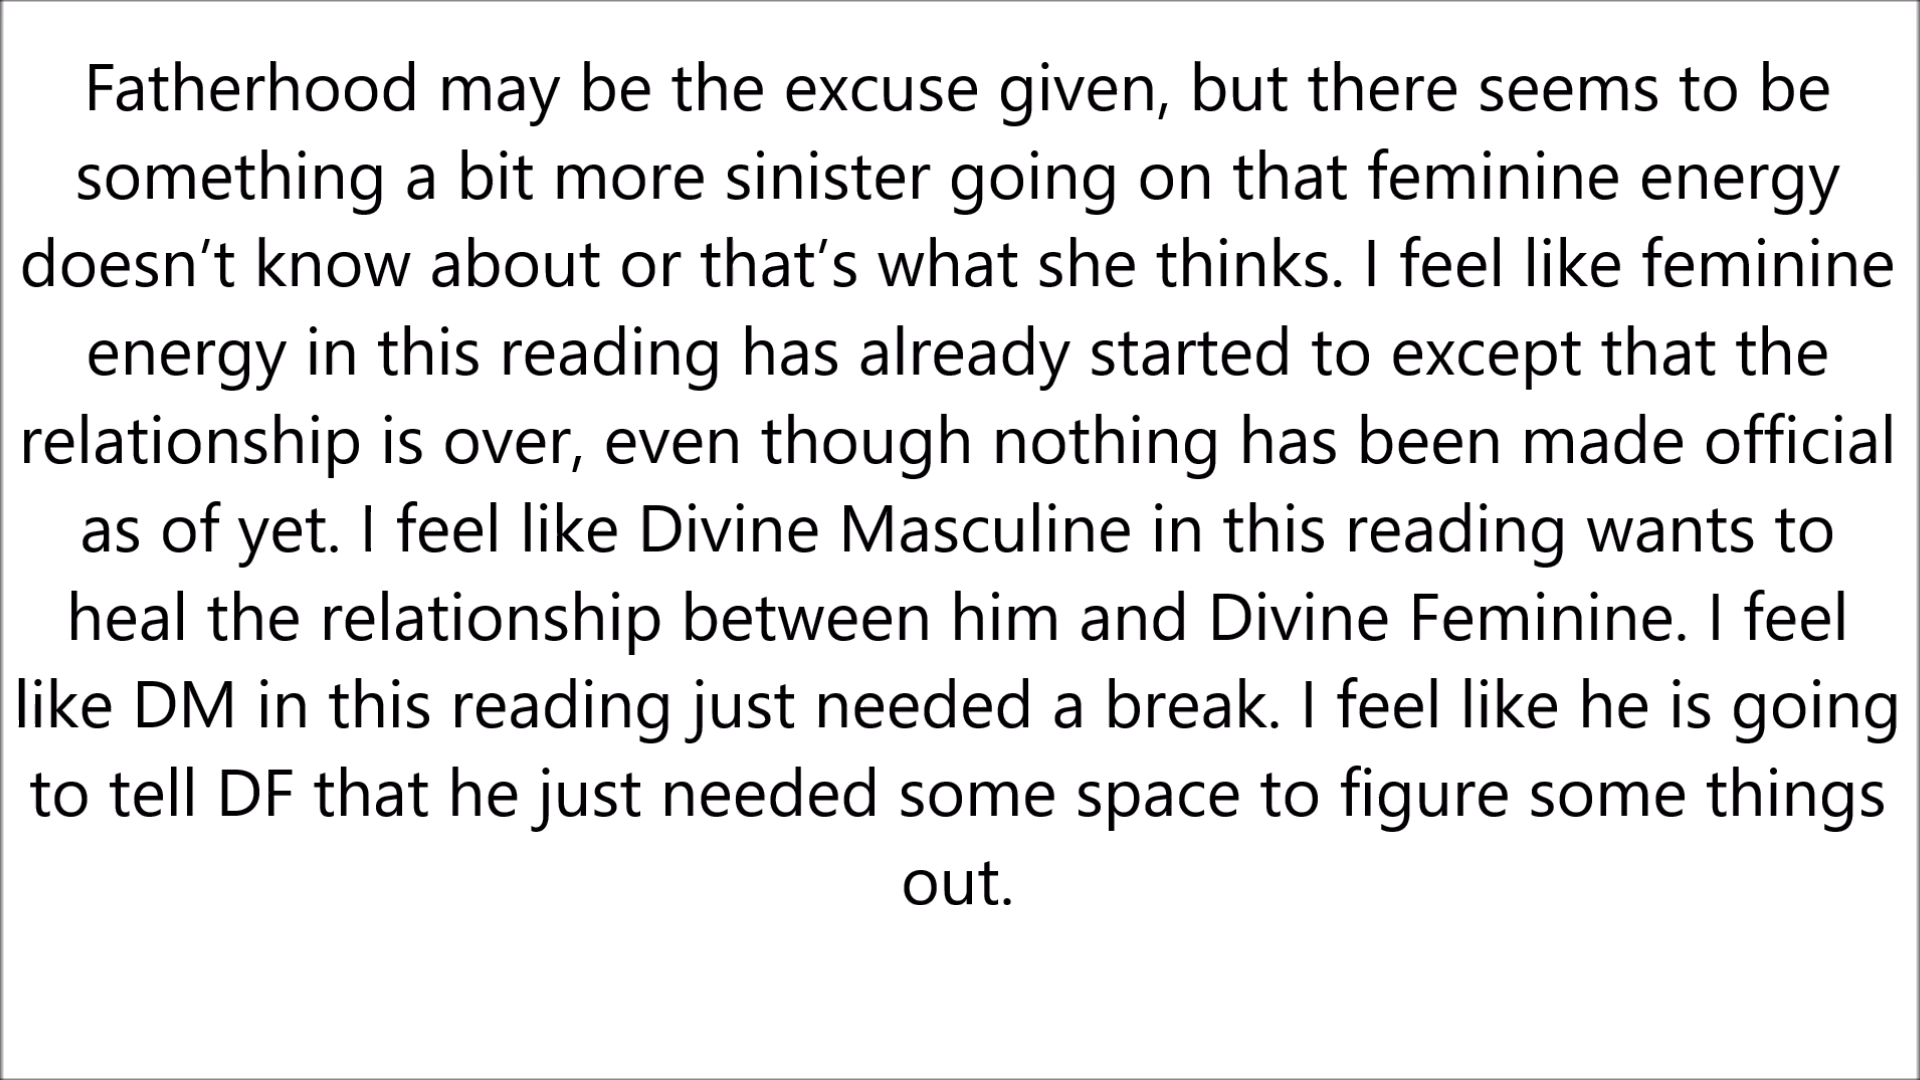 Fatherhood may be the excuse given, but there seems to be
something a bit more sinister going on that feminine energy
doesn’t know about or that’s what she thinks. I feel like feminine
energy in this reading has already started to except that the
relationship is over, even though nothing has been made official
as of yet. I feel like Divine Masculine in this reading wants to
heal the relationship between him and Divine Feminine. I feel
like DM in this reading just needed a break. I feel like he is going
to tell DF that he just needed some space to figure some things
out.